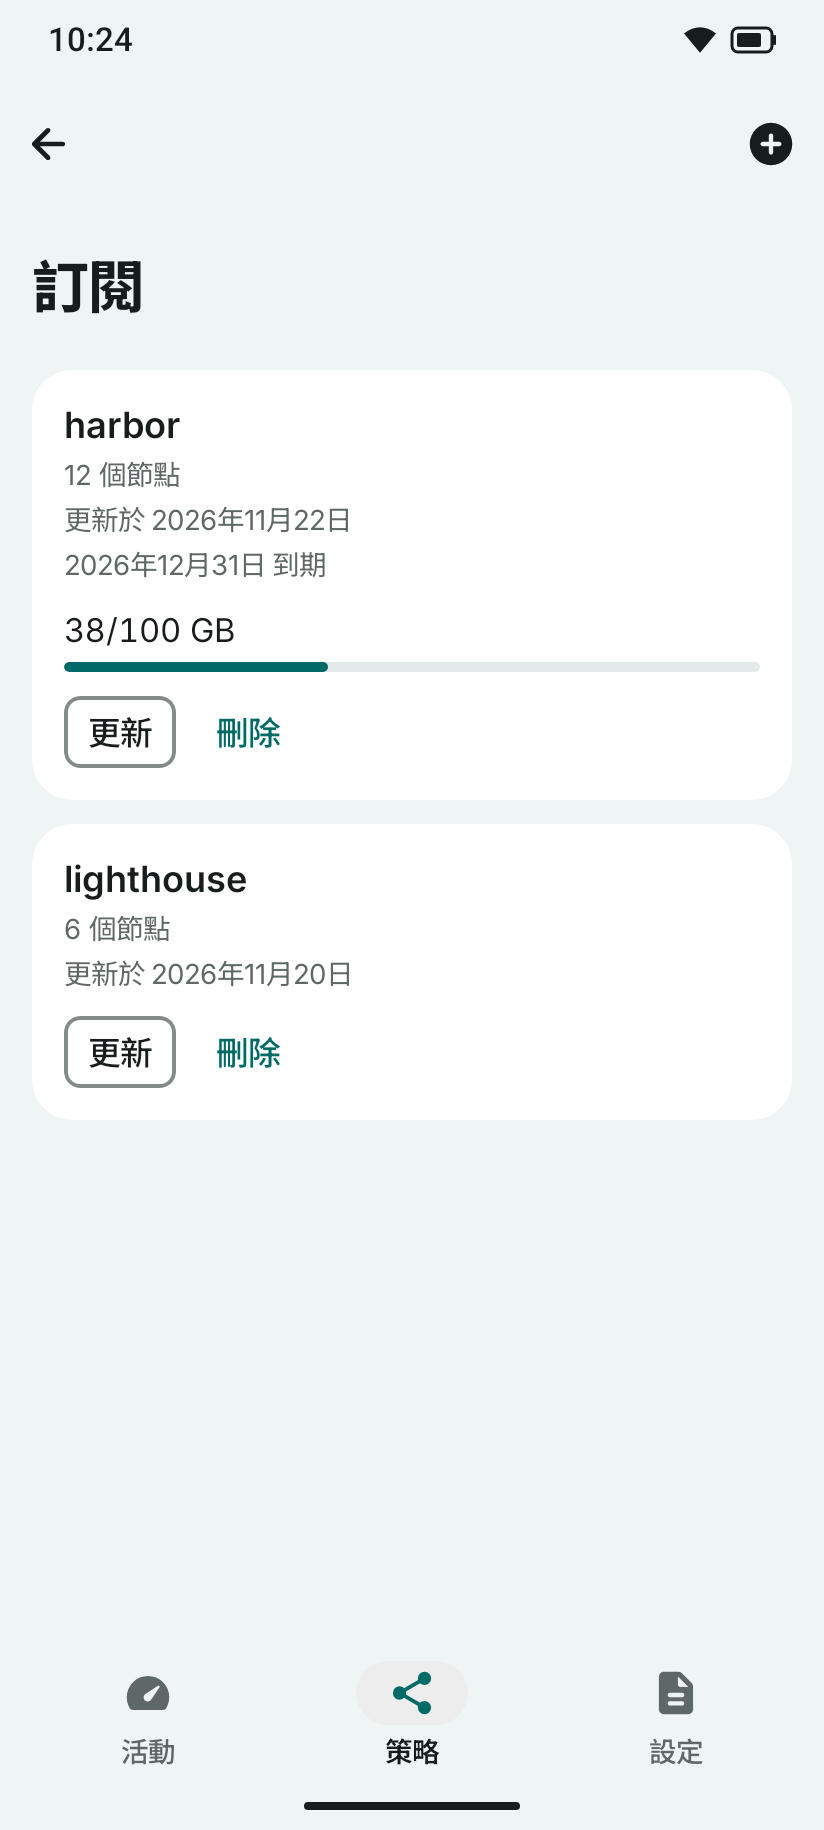 10:24
訂閱
harbor
12 個節點
更新於 2026年11月22日
2026年12月31日 到期
38/100 GB
更新
刪除
lighthouse
6 個節點
更新於 2026年11月20日
更新
刪除
活動
策略
設定